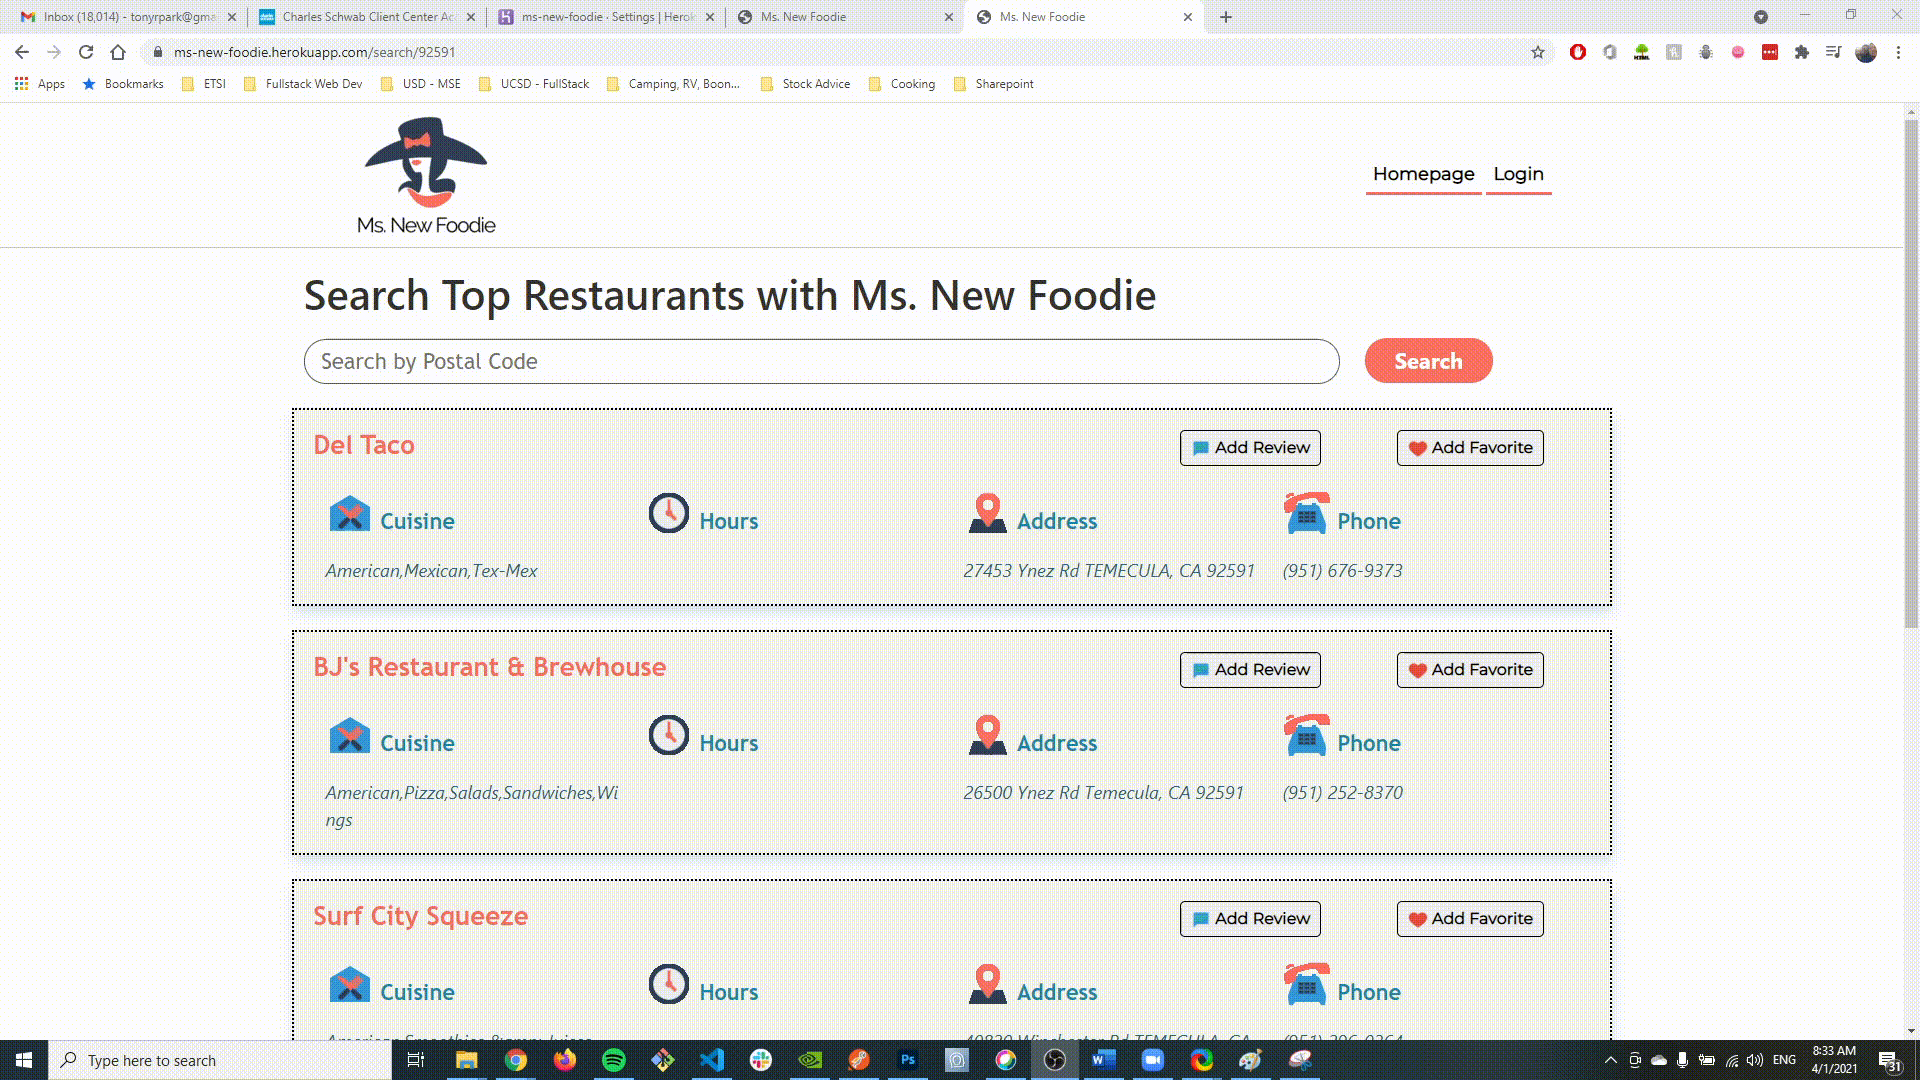 Inbox (18,014) - tonyrpark@gma
Charles Schwab Client Center Ac
ms-new-foodie · Settings | Herok
Ms. New Foodie
Ms. New Foodie
ms-new-foodie.herokuapp.com/search/92591
Apps
Bookmarks
ETSI
Fullstack Web Dev
USD - MSE
UCSD - FullStack
Camping, RV, Boon...
Stock Advice
Cooking
Sharepoint
Ms. New Foodie
Homepage
Login
Search Top Restaurants with Ms. New Foodie
Search by Postal Code
Search
Del Taco
Add Review
Add Favorite
Cuisine
Hours
Address
Phone
American,Mexican,Tex-Mex
27453 Ynez Rd TEMECULA, CA 92591
(951) 676-9373
BJ's Restaurant & Brewhouse
Add Review
Add Favorite
Cuisine
Hours
Address
Phone
American,Pizza,Salads,Sandwiches,Wi
ngs
26500 Ynez Rd Temecula, CA 92591
(951) 252-8370
Surf City Squeeze
Add Review
Add Favorite
Cuisine
Hours
Address
Phone
Type here to search
Ps
ENG
8:33 AM
4/1/2021
31